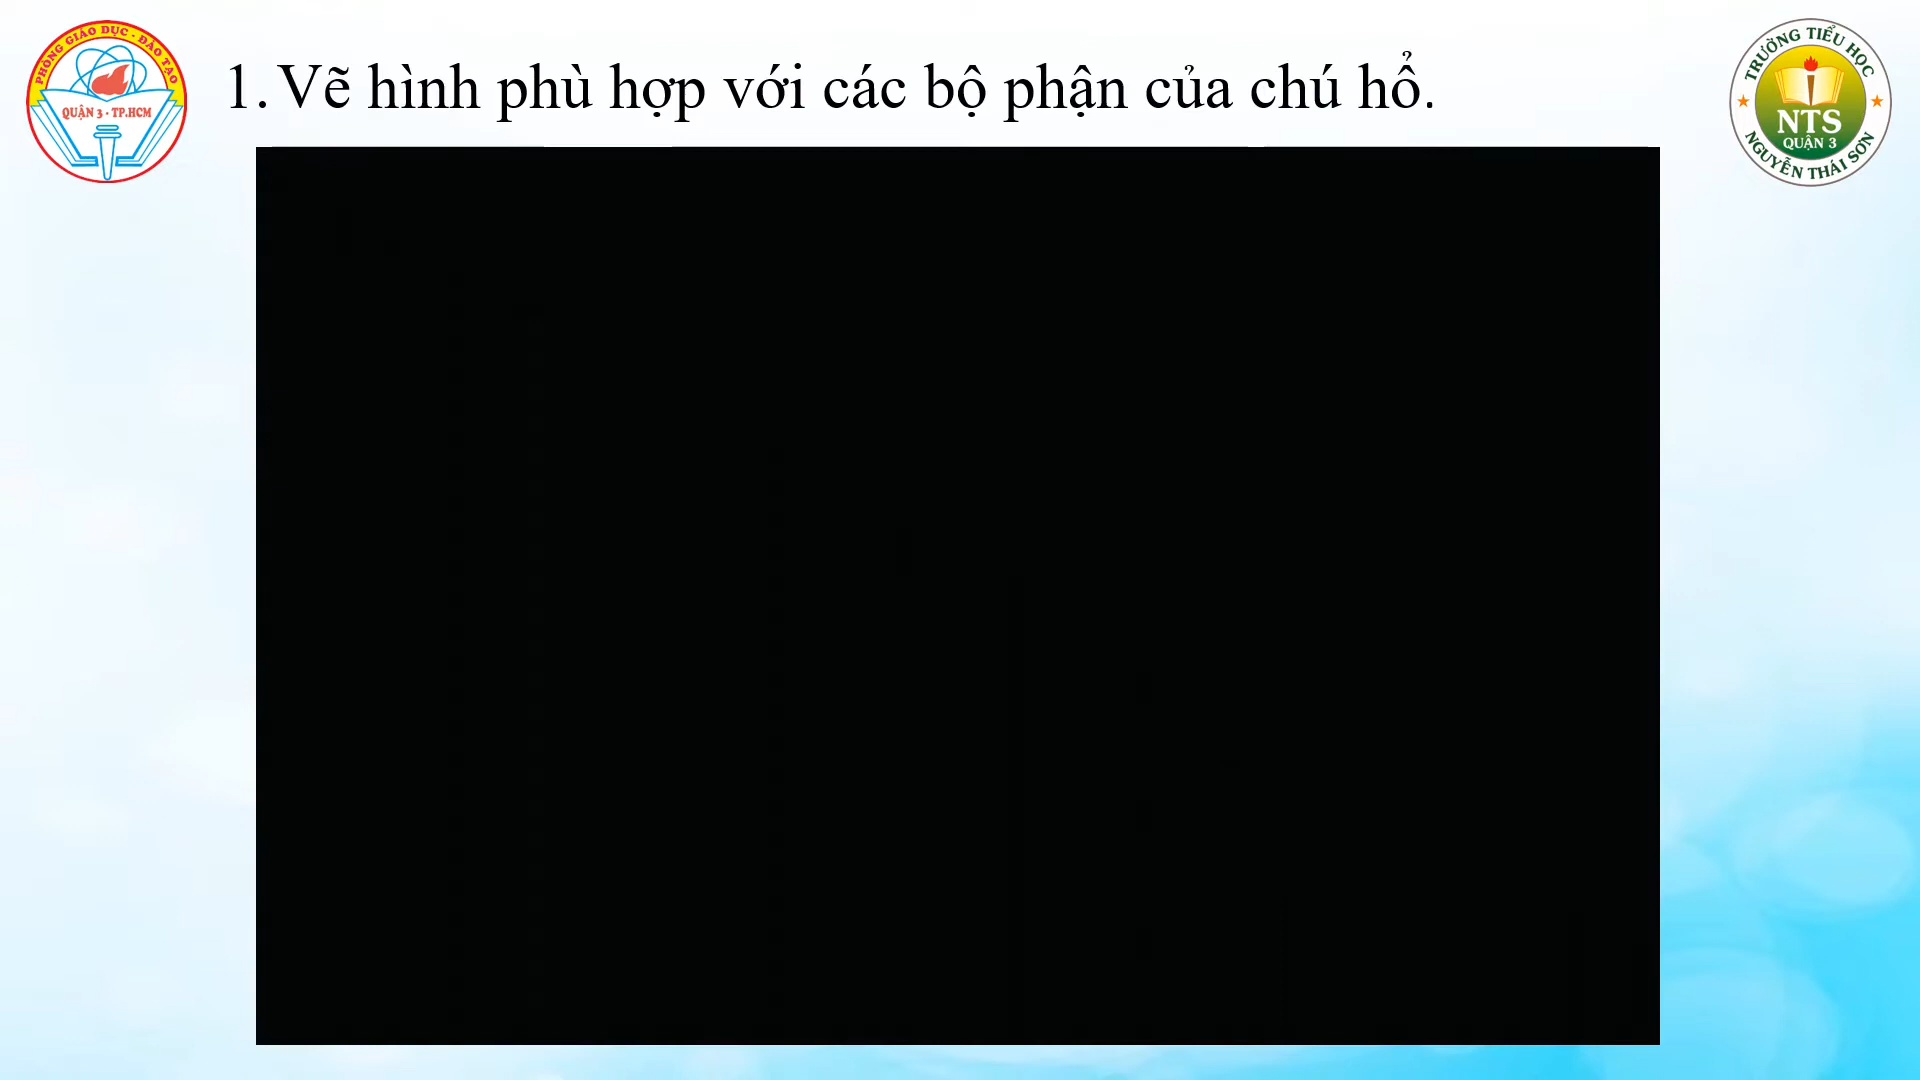 PHÒNG GIÁO DỤC - ĐÀO TẠO
QUẬN 3 - TP.HCM
1. Vẽ hình phù hợp với các bộ phận của chú hổ.
TRƯỜNG TIỂU HỌC
NTS
QUẬN 3
NGUYỄN THÁI SƠN